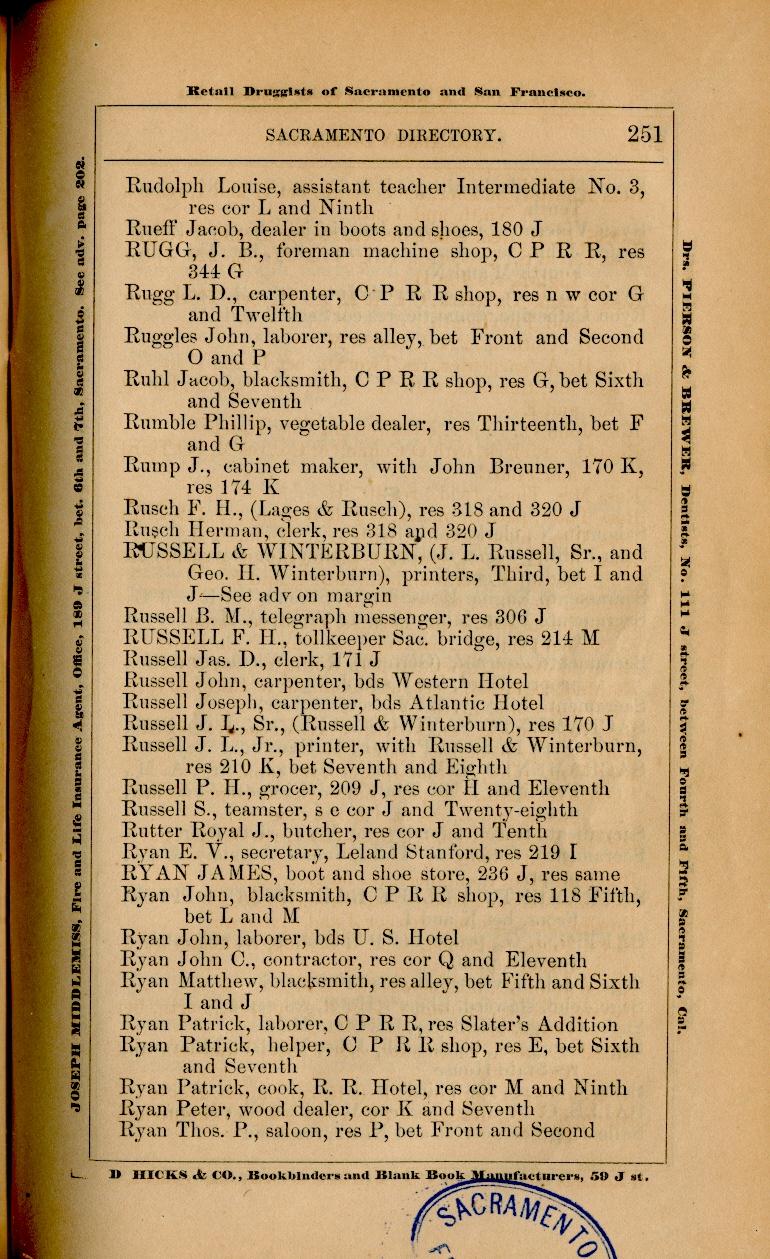 Retail Druggists of Sacramento and San Francisco.
SACRAMENTO DIRECTORY. 251
Rudolph Louise, assistant teacher Intermediate No. 3,
res cor L and Ninth
Rueff Jacob, dealer in boots and shoes, 180 J
RUGG, J. B., foreman machine shop, C P R R, res
344 G
Rugg L. D., carpenter, C P R R shop, res n w cor G
and Twelfth
Ruggles John, laborer, res alley, bet Front and Second
O and P
Ruhl Jacob, blacksmith, C P R R shop, res G, bet Sixth
and Seventh
Rumble Phillip, vegetable dealer, res Thirteenth, bet F
and G
Rump J., cabinet maker, with John Breuner, 170 K,
res 174 K
Rusch F. H., (Lages & Rusch), res 318 and 320 J
Rusch Herman, clerk, res 318 and 320 J
RUSSELL & WINTERBURN, (J. L. Russell, Sr., and
Geo. H. Winterburn), printers, Third, bet I and
J—See adv on margin
Russell B. M., telegraph messenger, res 306 J
RUSSELL F. H., tollkeeper Sac. bridge, res 214 M
Russell Jas. D., clerk, 171 J
Russell John, carpenter, bds Western Hotel
Russell Joseph, carpenter, bds Atlantic Hotel
Russell J. L., Sr., (Russell & Winterburn), res 170 J
Russell J. L., Jr., printer, with Russell & Winterburn,
res 210 K, bet Seventh and Eighth
Russell P. H., grocer, 209 J, res cor H and Eleventh
Russell S., teamster, s e cor J and Twenty-eighth
Rutter Royal J., butcher, res cor J and Tenth
Ryan E. V., secretary, Leland Stanford, res 219 I
RYAN JAMES, boot and shoe store, 236 J, res same
Ryan John, blacksmith, C P R R shop, res 118 Fifth,
bet L and M
Ryan John, laborer, bds U. S. Hotel
Ryan John C., contractor, res cor Q and Eleventh
Ryan Matthew, blacksmith, res alley, bet Fifth and Sixth
I and J
Ryan Patrick, laborer, C P R R, res Slater's Addition
Ryan Patrick, helper, C P R R shop, res E, bet Sixth
and Seventh
Ryan Patrick, cook, R. R. Hotel, res cor M and Ninth
Ryan Peter, wood dealer, cor K and Seventh
Ryan Thos. P., saloon, res P, bet Front and Second
D HICKS & CO., Bookbinders and Blank Book Manufacturers, 59 J st.
JOSEPH MIDDLEMISS, Fire and Life Insurance Agent, Office, 189 J street, bet. 6th and 7th, Sacramento. See adv. page 202.
Drs. PIERSON & BREWER, Dentists, No. 111 J street, between Fourth and Fifth, Sacramento, Cal.
SACRAMENTO